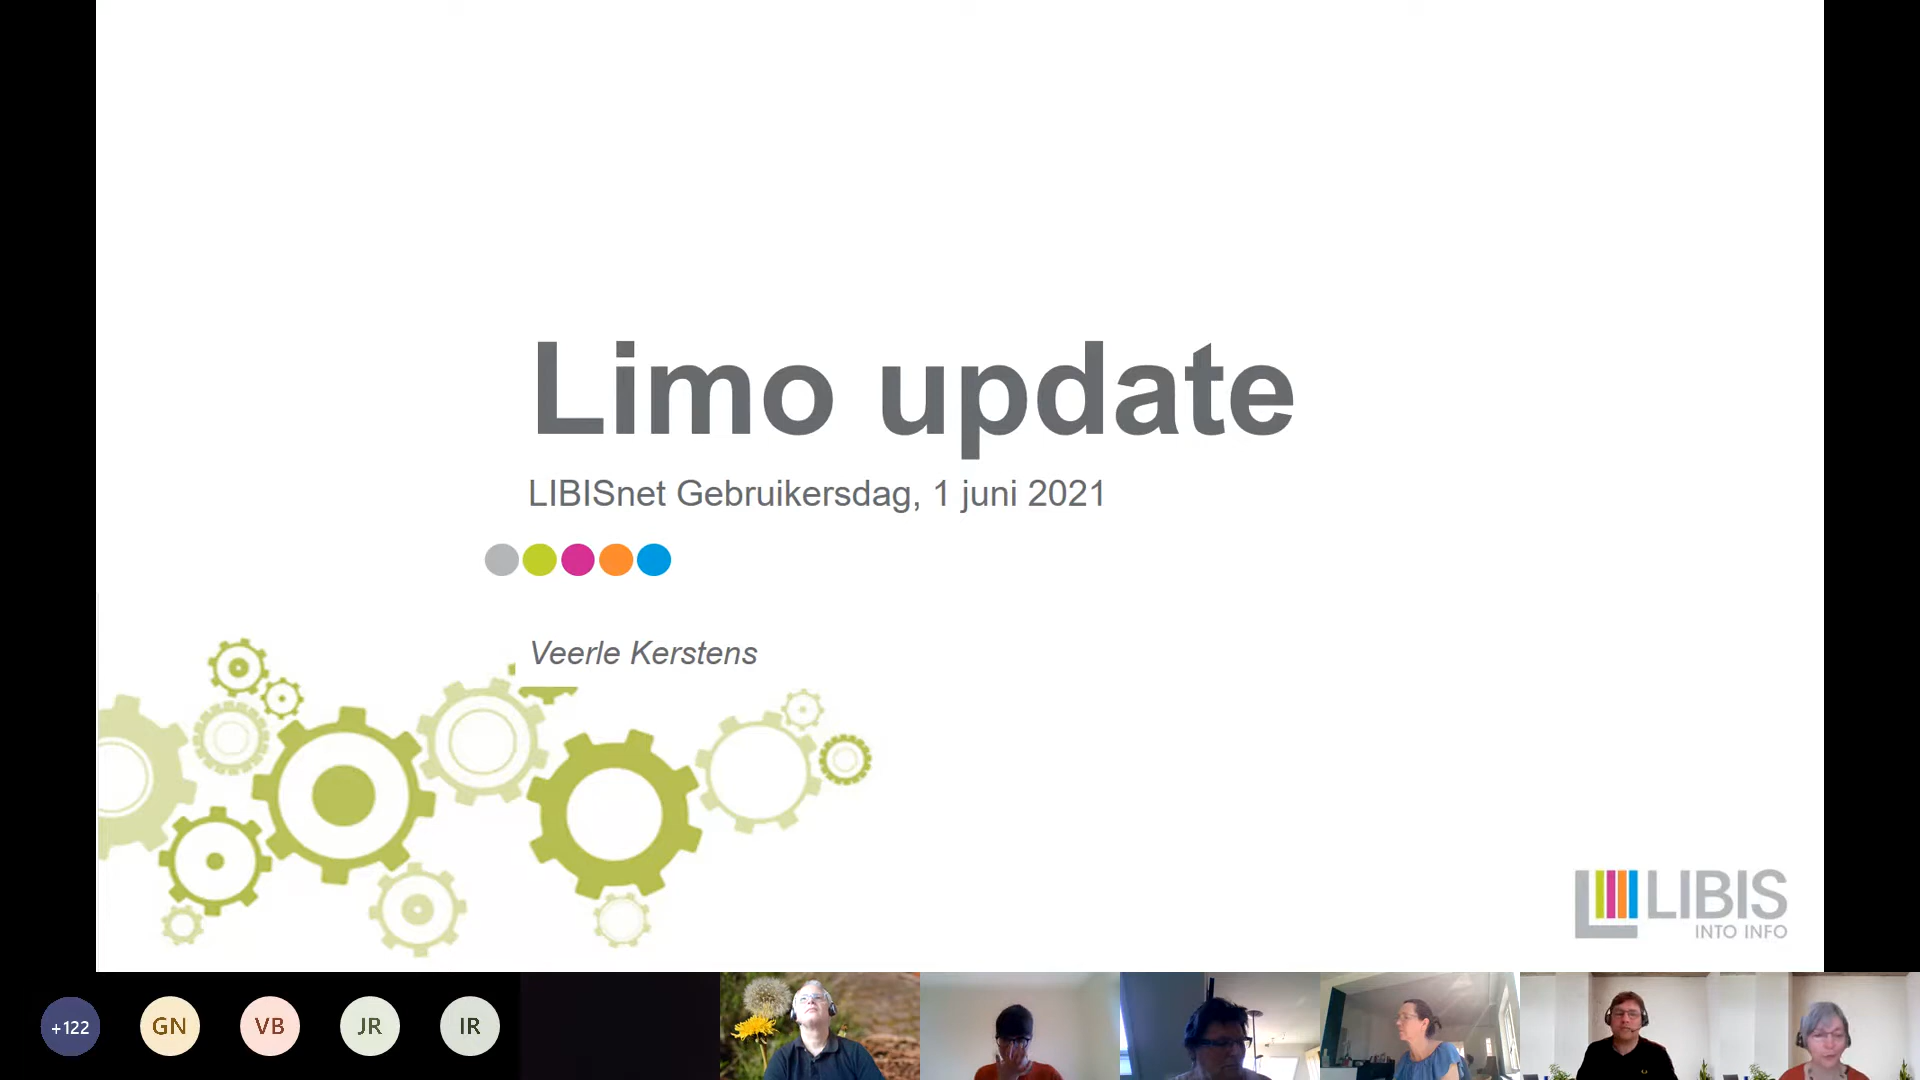 Limo update
LIBISnet Gebruikersdag, 1 juni 2021
Veerle Kerstens
LIBIS
INTO INFO
+122
GN
VB
JR
IR